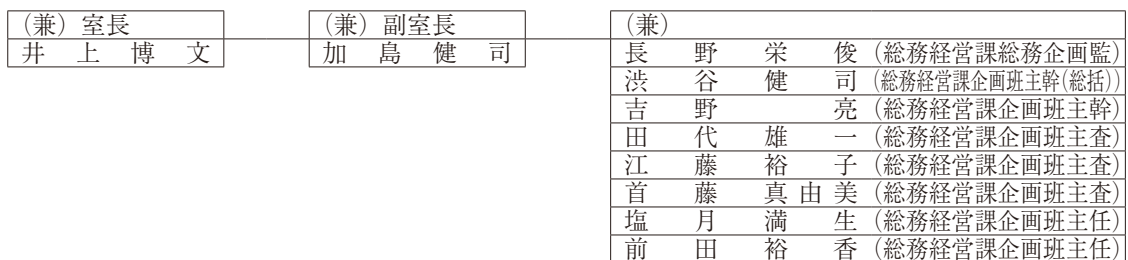 (兼) 室長
井上博文
(兼) 副室長
加島健司
(兼)
長野栄俊 (総務経営課総務企画監)
渋谷健司 (総務経営課企画班主幹(総括))
吉野亮 (総務経営課企画班主幹)
田代雄一 (総務経営課企画班主査)
江藤裕子 (総務経営課企画班主査)
首藤真由美 (総務経営課企画班主査)
塩月満生 (総務経営課企画班主任)
前田裕香 (総務経営課企画班主任)